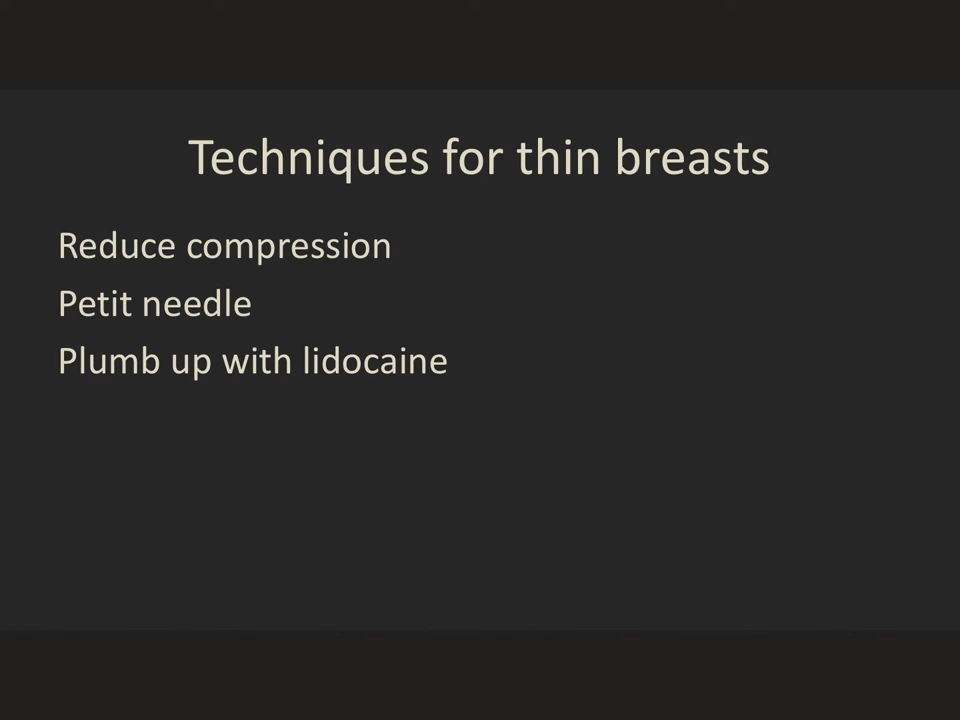 Techniques for thin breasts
Reduce compression
Petit needle
Plumb up with lidocaine